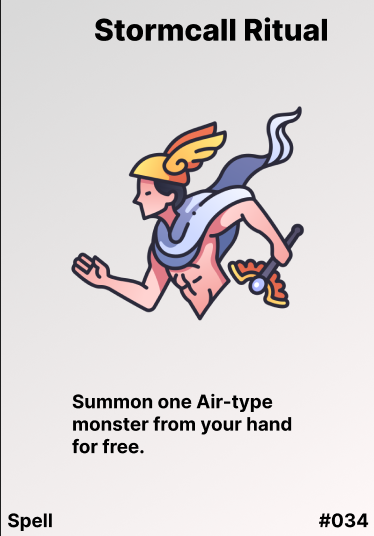 Stormcall Ritual
Summon one Air-type
monster from your hand
for free.
Spell
#034